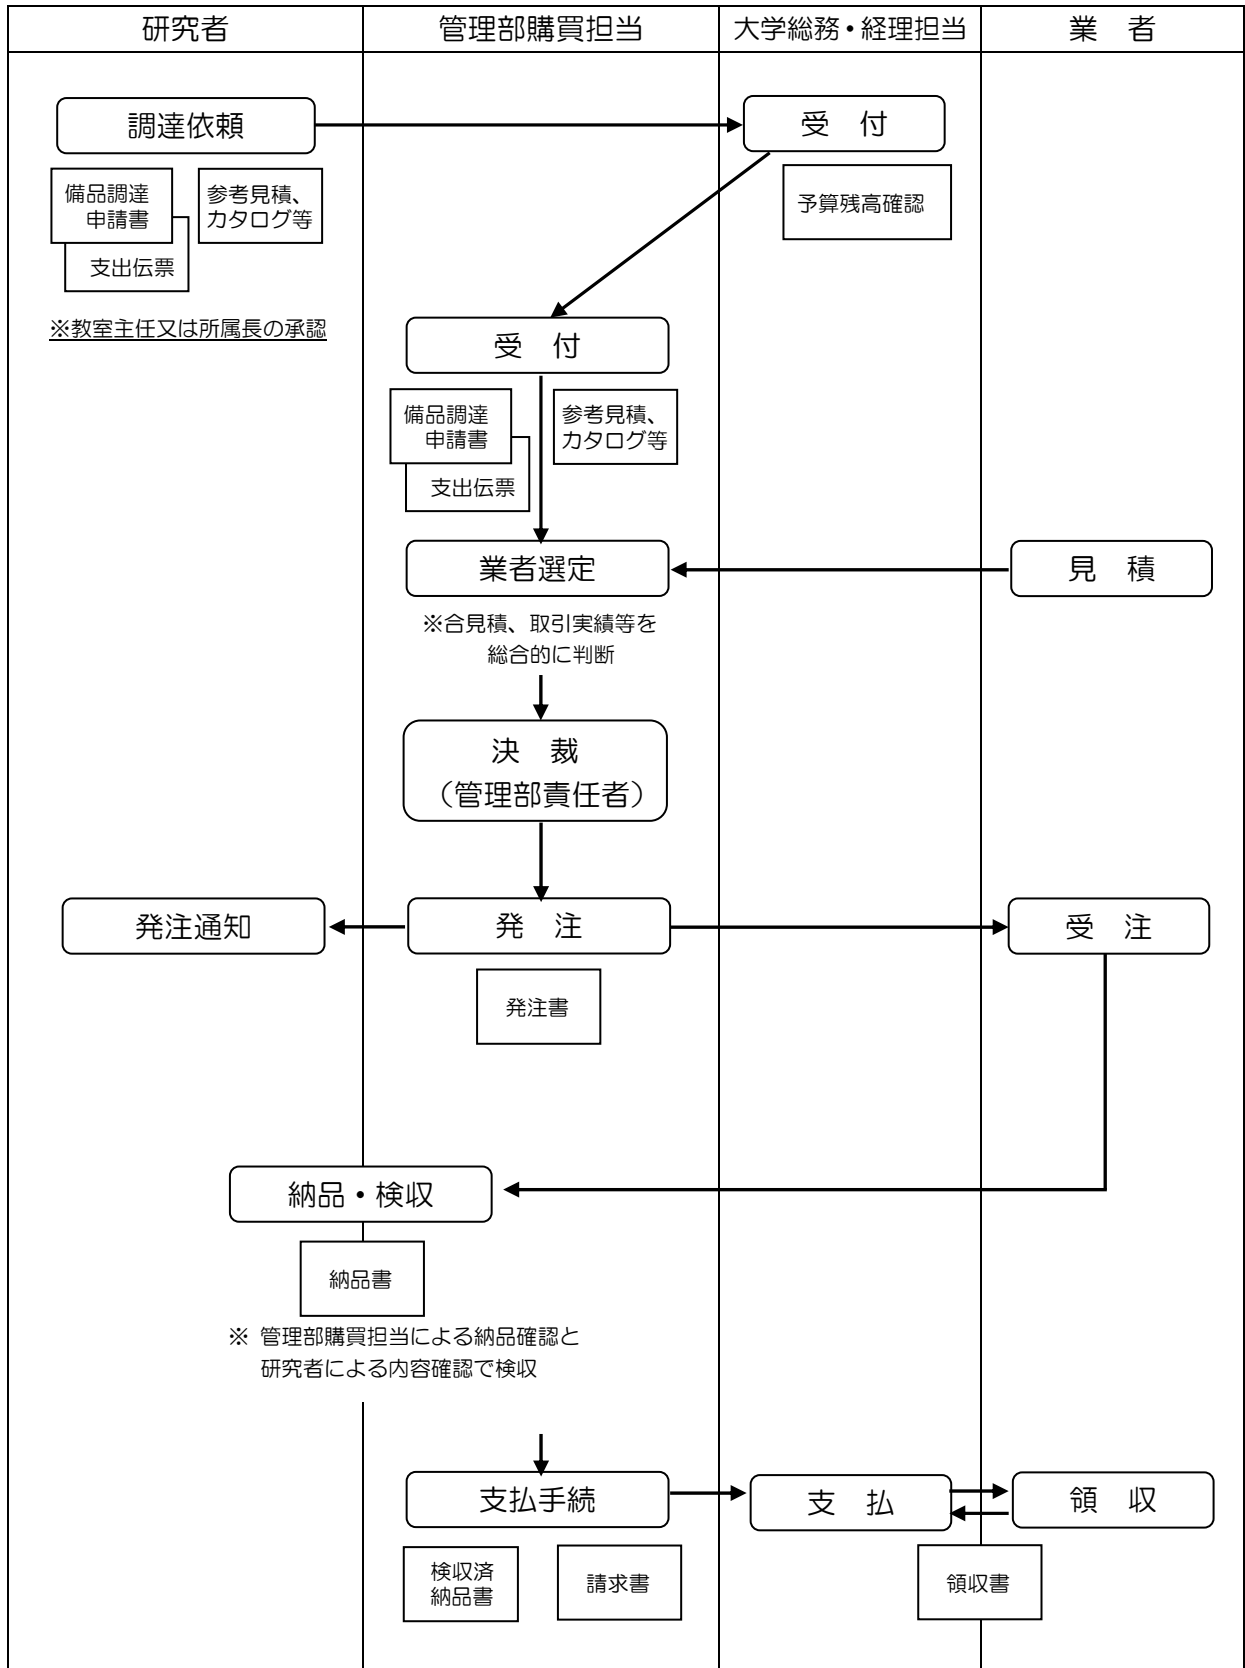 研究者
管理部購買担当
大学総務・経理担当
業　者
調達依頼
受　付
備品調達
申請書
参考見積、
カタログ等
支出伝票
予算残高確認
※教室主任又は所属長の承認
受　付
備品調達
申請書
参考見積、
カタログ等
支出伝票
業者選定
見　積
※合見積、取引実績等を
総合的に判断
決　裁
（管理部責任者）
発注通知
発　注
受　注
発注書
納品・検収
納品書
※ 管理部購買担当による納品確認と
研究者による内容確認で検収
支払手続
支　払
領　収
検収済
納品書
請求書
領収書